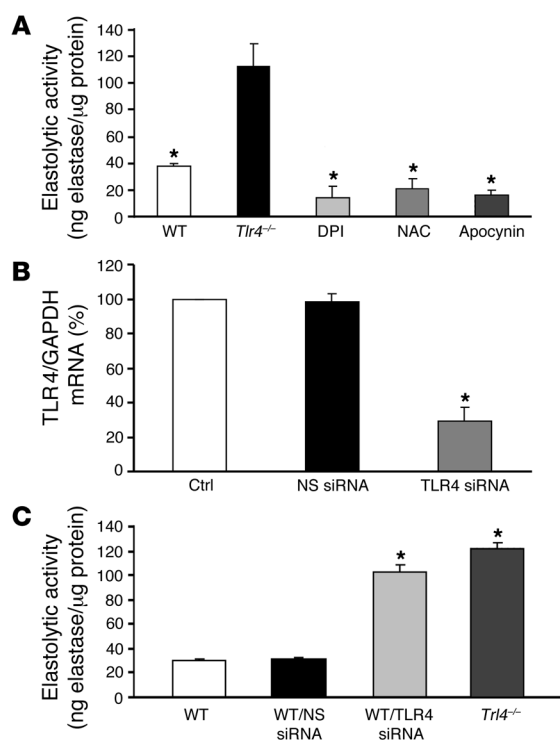 A
Elastolytic activity
(ng elastase/μg protein)
140
120
100
80
60
40
20
0
*
*
*
*
WT
Tlr4–/–
DPI
NAC
Apocynin
B
TLR4/GAPDH
mRNA (%)
120
100
80
60
40
20
0
*
Ctrl
NS siRNA
TLR4 siRNA
C
Elastolytic activity
(ng elastase/μg protein)
140
120
100
80
60
40
20
0
*
*
WT
WT/NS
siRNA
WT/TLR4
siRNA
Trl4–/–